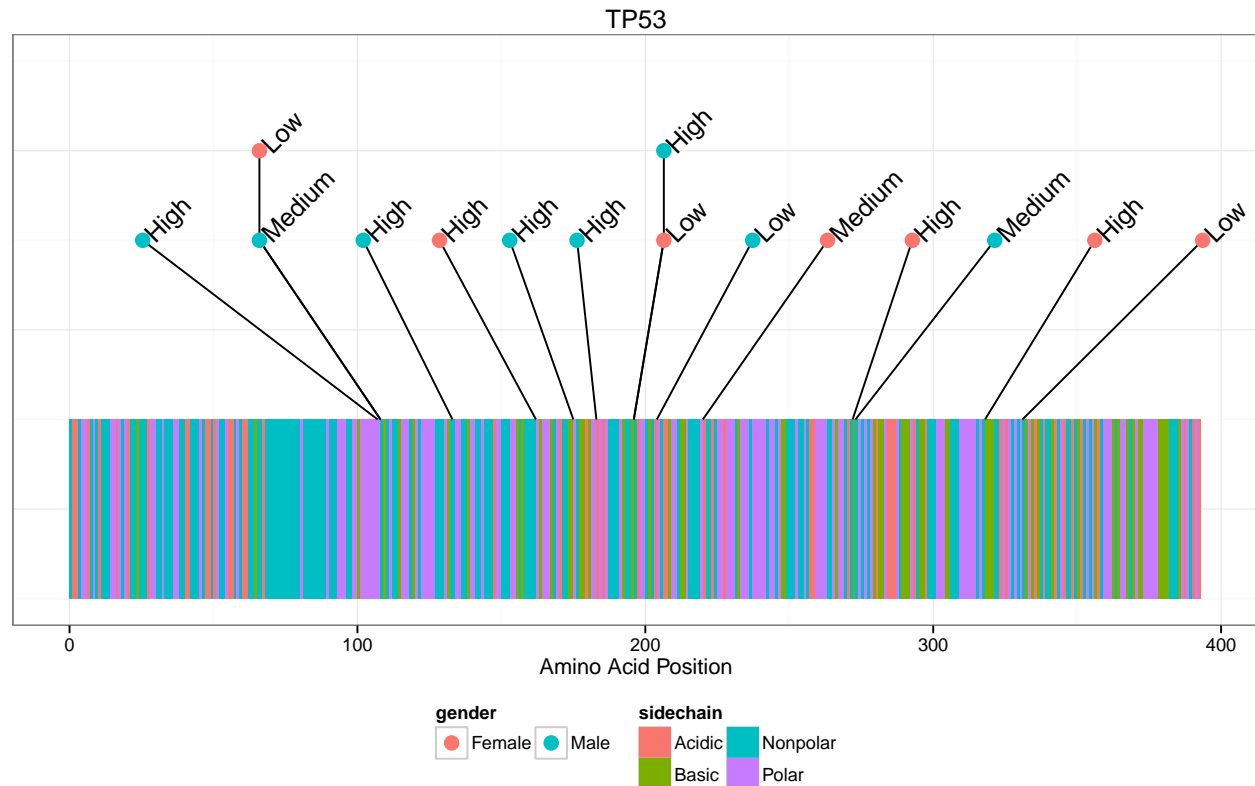 TP53
Low
High
High
Medium
High
High
High
High
Low
Low
Medium
High
Medium
High
Low
0
100
200
300
400
Amino Acid Position
gender
sidechain
Female
Male
Acidic
Nonpolar
Basic
Polar